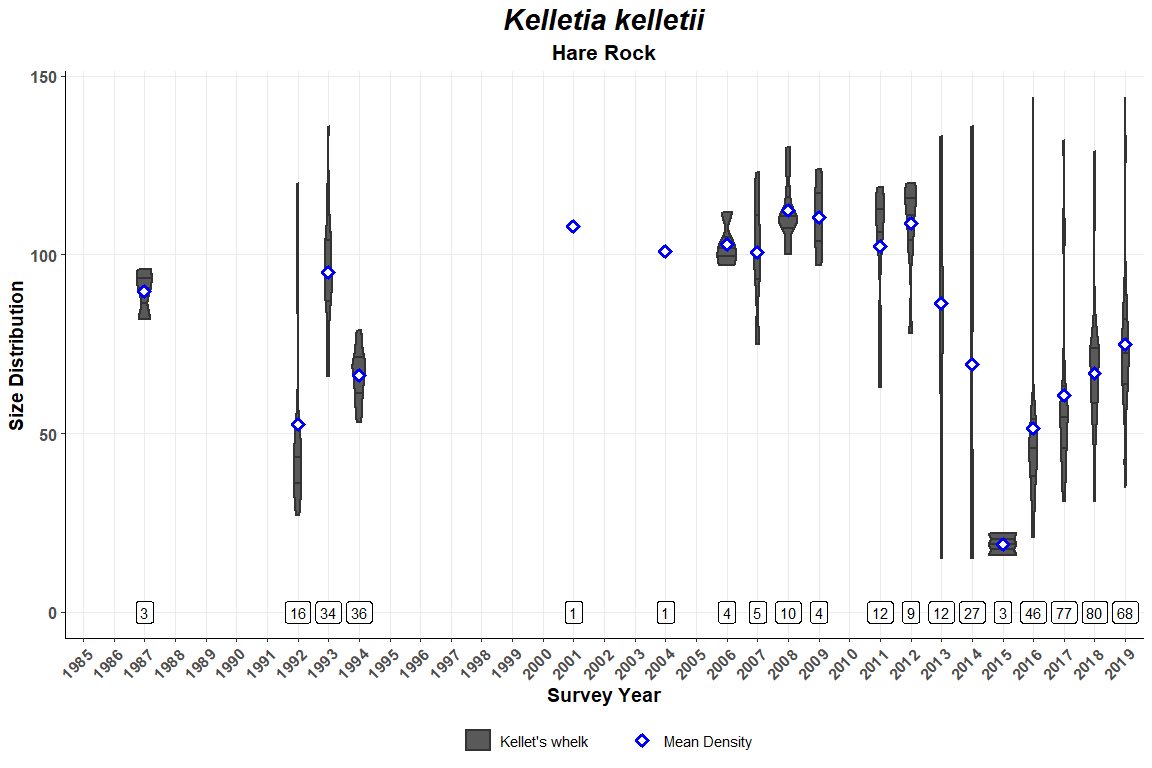 Kelletia kelletii
Hare Rock
150
100
50
0
Size Distribution
3 16 34 36 1 1 4 5 10 4 12 9 12 27 3 46 77 80 68
1985 1986 1987 1988 1989 1990 1991 1992 1993 1994 1995 1996 1997 1998 1999 2000 2001 2002 2003 2004 2005 2006 2007 2008 2009 2010 2011 2012 2013 2014 2015 2016 2017 2018 2019
Survey Year
Kellet's whelk Mean Density